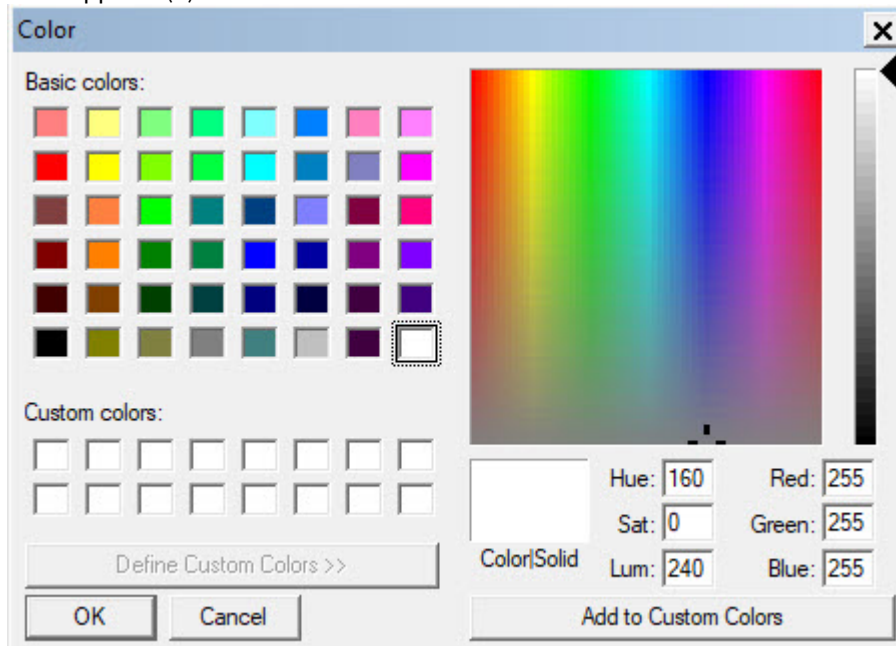 Color
Basic colors:
Custom colors:
Define Custom Colors >>
OK Cancel
Color|Solid
Hue: 160 Red: 255
Sat: 0 Green: 255
Lum: 240 Blue: 255
Add to Custom Colors